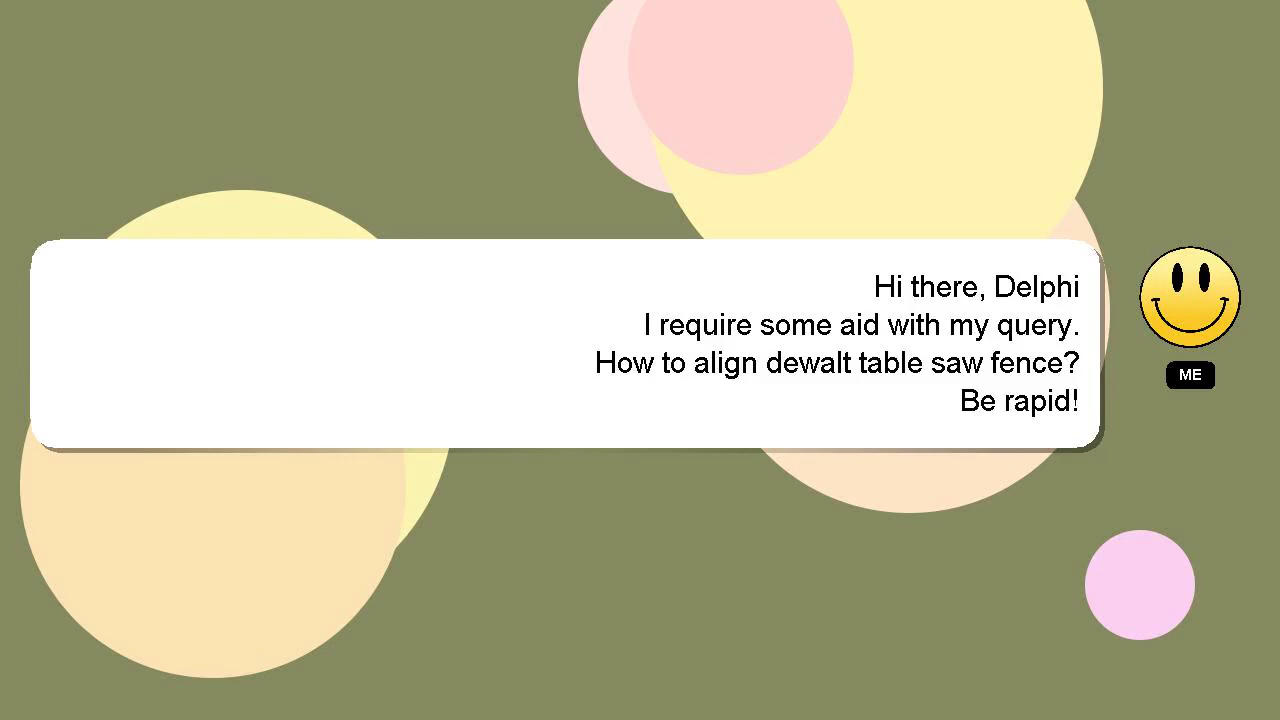 Hi there, Delphi
I require some aid with my query.
How to align dewalt table saw fence?
Be rapid!
ME